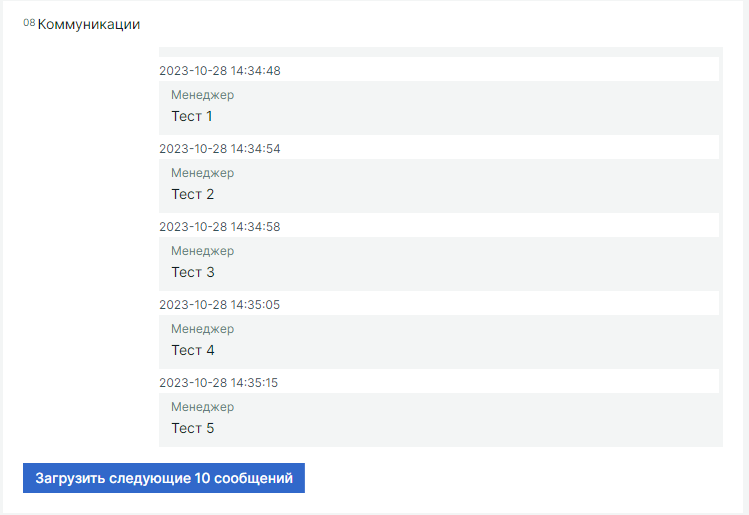 08 Коммуникации
2023-10-28 14:34:48
Менеджер
Тест 1
2023-10-28 14:34:54
Менеджер
Тест 2
2023-10-28 14:34:58
Менеджер
Тест 3
2023-10-28 14:35:05
Менеджер
Тест 4
2023-10-28 14:35:15
Менеджер
Тест 5
Загрузить следующие 10 сообщений